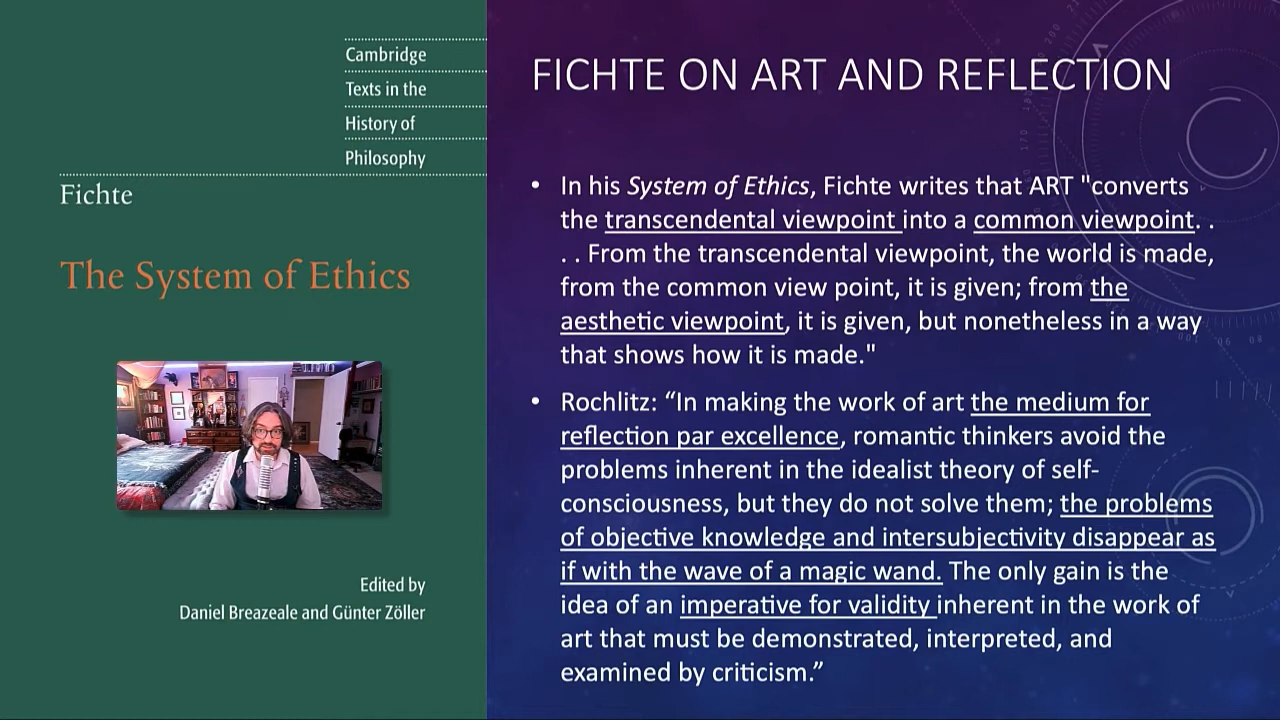 Cambridge
Texts in the
History of
Philosophy
Fichte
The System of Ethics
Edited by
Daniel Breazeale and Günter Zöller
FICHTE ON ART AND REFLECTION
• In his System of Ethics, Fichte writes that ART "converts
the transcendental viewpoint into a common viewpoint. .
. . From the transcendental viewpoint, the world is made,
from the common view point, it is given; from the
aesthetic viewpoint, it is given, but nonetheless in a way
that shows how it is made."
• Rochlitz: “In making the work of art the medium for
reflection par excellence, romantic thinkers avoid the
problems inherent in the idealist theory of self-
consciousness, but they do not solve them; the problems
of objective knowledge and intersubjectivity disappear as
if with the wave of a magic wand. The only gain is the
idea of an imperative for validity inherent in the work of
art that must be demonstrated, interpreted, and
examined by criticism.”